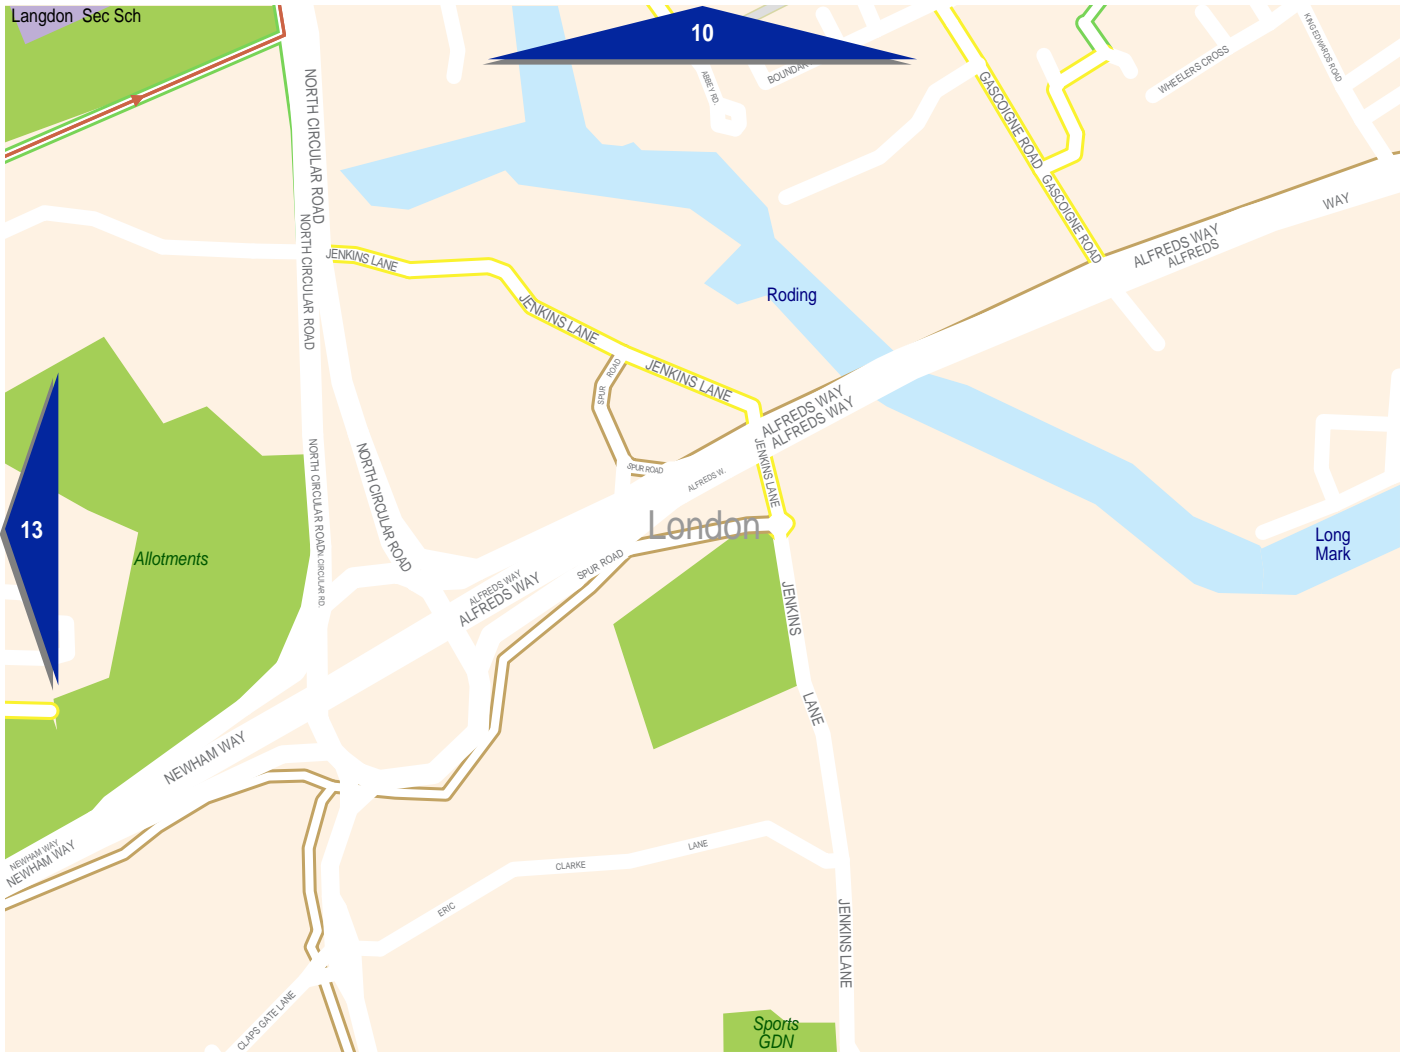 Langdon Sec Sch
10
ABBEY RD.
BOUNDAR
GASCOIGNE ROAD
WHEELERS CROSS
KING EDWARDS ROAD
NORTH CIRCULAR ROAD
GASCOIGNE ROAD
WAY
ALFREDS WAY
ALFREDS
NORTH CIRCULAR ROAD
JENKINS LANE
JENKINS LANE
Roding
SPUR ROAD
JENKINS LANE
ALFREDS WAY
ALFREDS WAY
JENKINS LANE
SPUR ROAD
ALFREDS W.
NORTH CIRCULAR ROAD
NORTH CIRCULAR ROAD
N. CIRCULAR RD.
13
London
Long
Mark
Allotments
SPUR ROAD
ALFREDS WAY
ALFREDS WAY
JENKINS
LANE
NEWHAM WAY
NEWHAM WAY
NEWHAM WAY
ERIC
CLARKE
LANE
JENKINS LANE
CLAPS GATE LANE
Sports
GDN